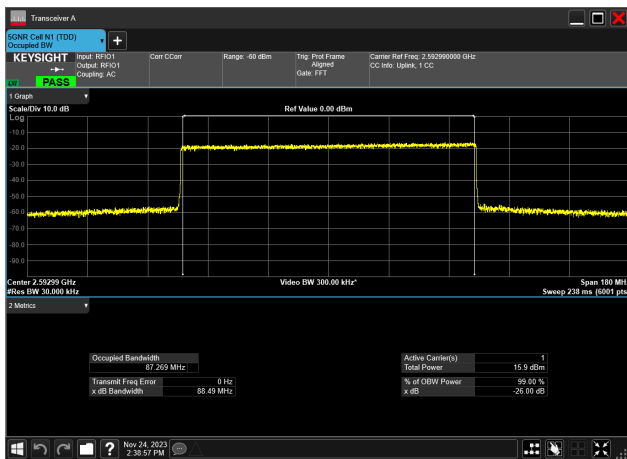 Transceiver A
5GNR Cell N1 (TDD)
Occupied BW
KEYSIGHT
LV PASS
Input: RFIO1
Output: RFIO1
Coupling: AC
Corr CCorr
Range: -60 dBm
Trig: Prot Frame
Aligned
Gate: FFT
Carrier Ref Freq: 2.592990000 GHz
CC Info: Uplink, 1 CC
1 Graph
Scale/Div 10.0 dB
Ref Value 0.00 dBm
Log
-10.0
-20.0
-30.0
-40.0
-50.0
-60.0
-70.0
-80.0
-90.0
Center 2.59299 GHz
Video BW 300.00 kHz*
Span 180 MHz
#Res BW 30.000 kHz
Sweep 238 ms (6001 pts
2 Metrics
Occupied Bandwidth
87.269 MHz
Transmit Freq Error 0 Hz
x dB Bandwidth 88.49 MHz
Active Carrier(s) 1
Total Power 15.9 dBm
% of OBW Power 99.00 %
x dB -26.00 dB
Nov 24, 2023
2:38:57 PM